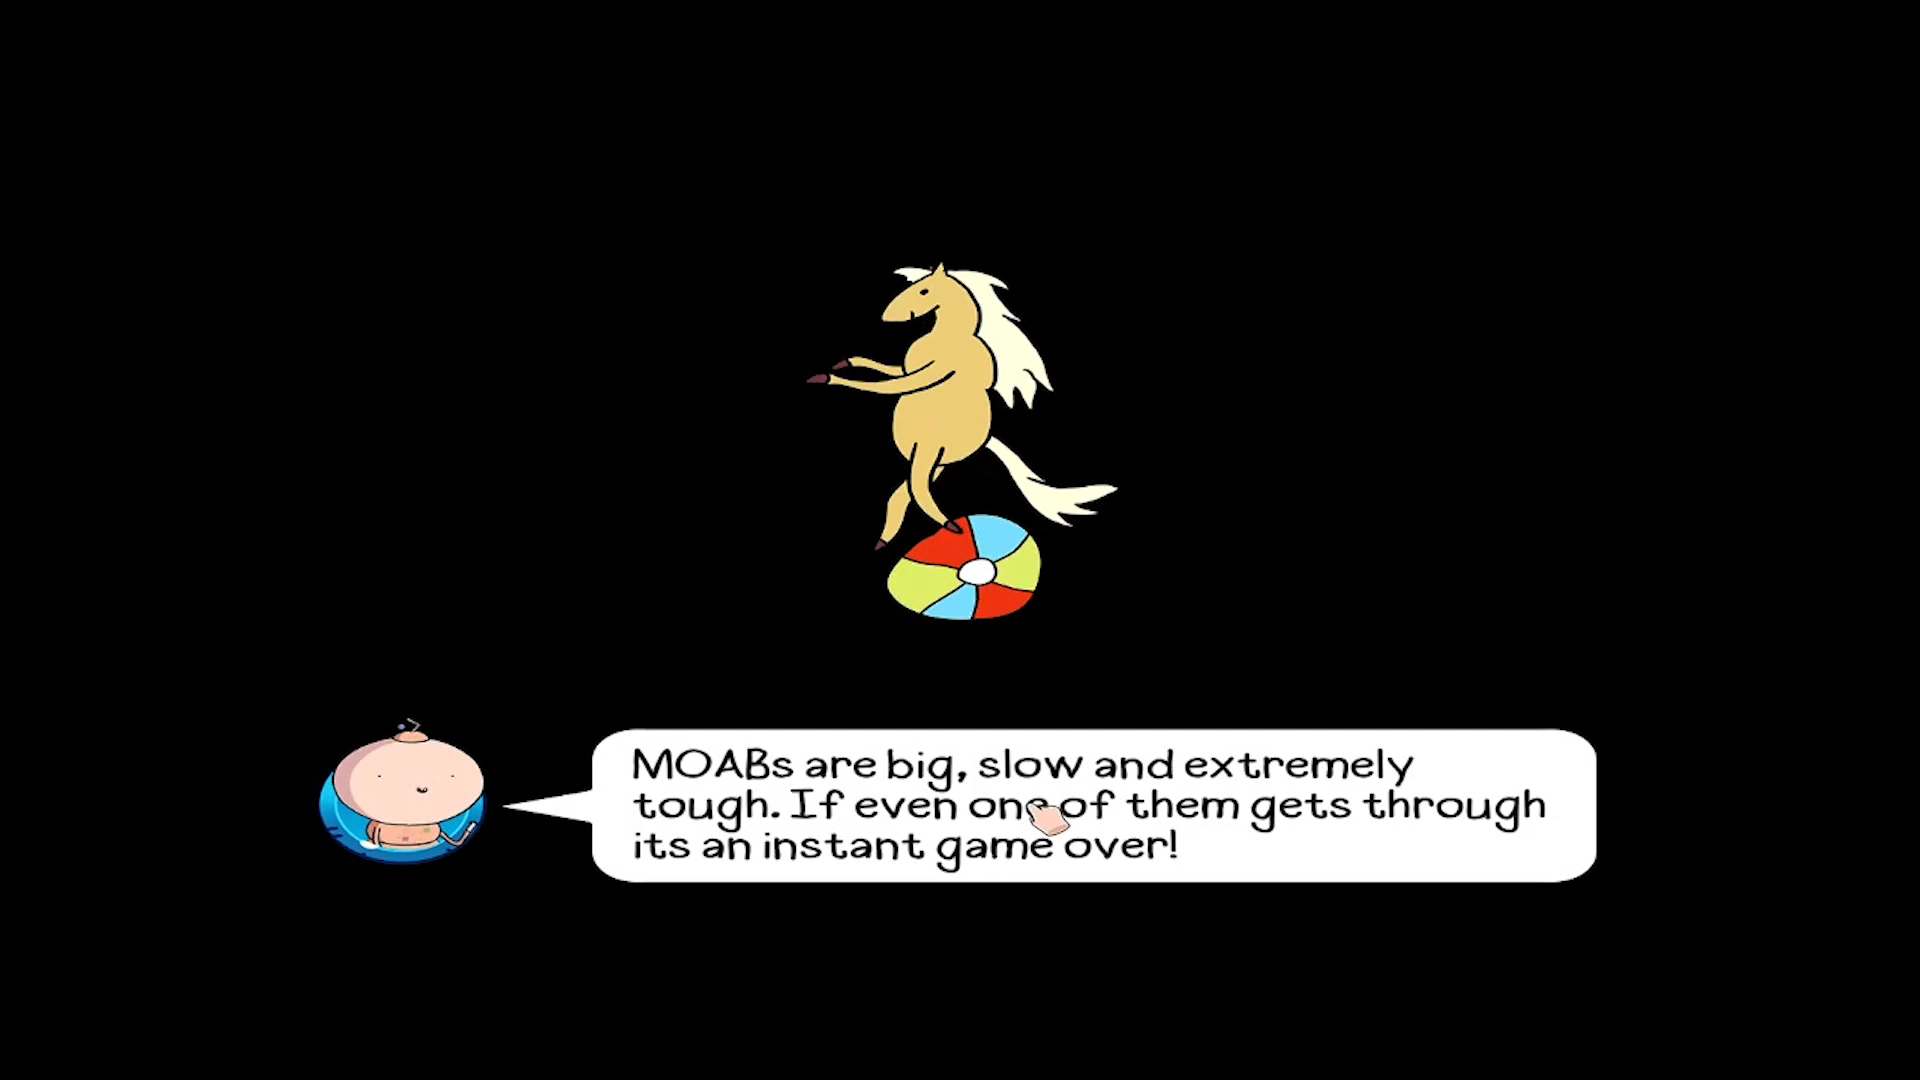 MOABs are big, slow and extremely
tough. If even one of them gets through
its an instant game over!